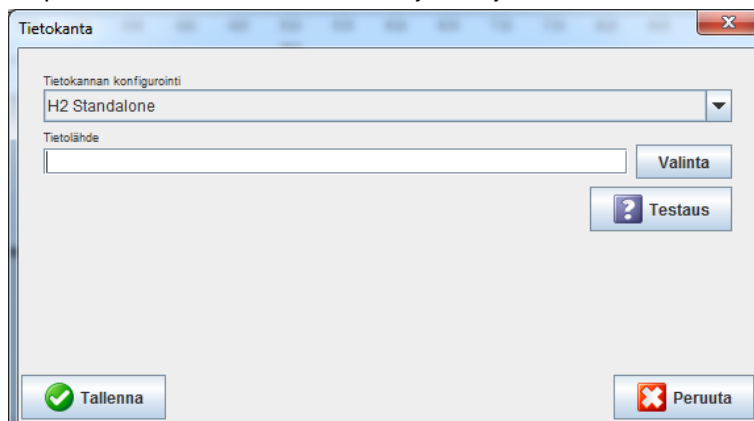 Tietokanta
Tietokannan konfigurointi
H2 Standalone
Tietolähde
Valinta
? Testaus
Tallenna
Peruuta